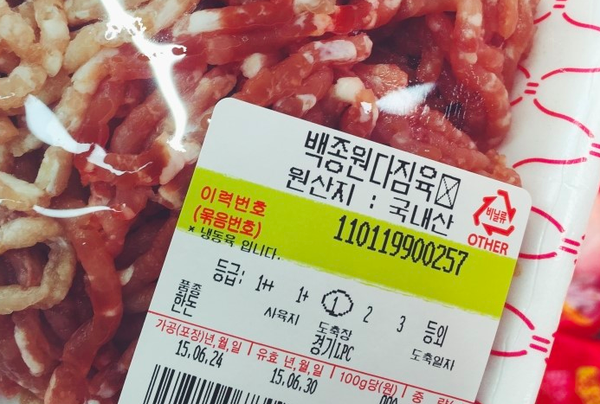 백종원다짐육
원산지 : 국내산
비닐류
OTHER
이력번호
(묶음번호)
110119900257
* 냉동육 입니다.
등급: 1++ 1+ 1 2 3 등외
품종 사육지 도축장 도축일자
한돈 경기LPC
가공(포장)년,월,일 유효 년,월,일 100g당(원)
15.06.24 15.06.30